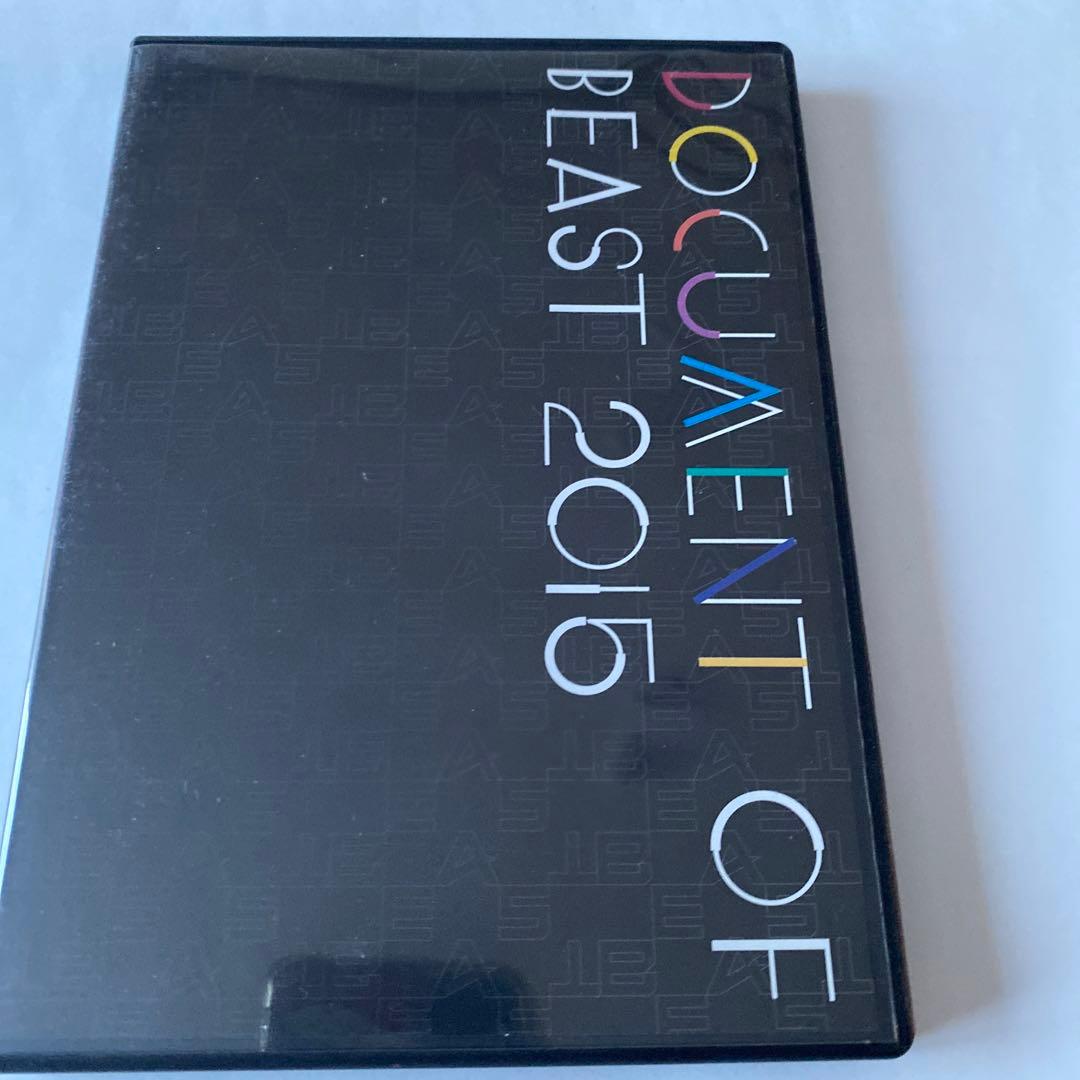 DOCUMENT OF
BEAST 2015